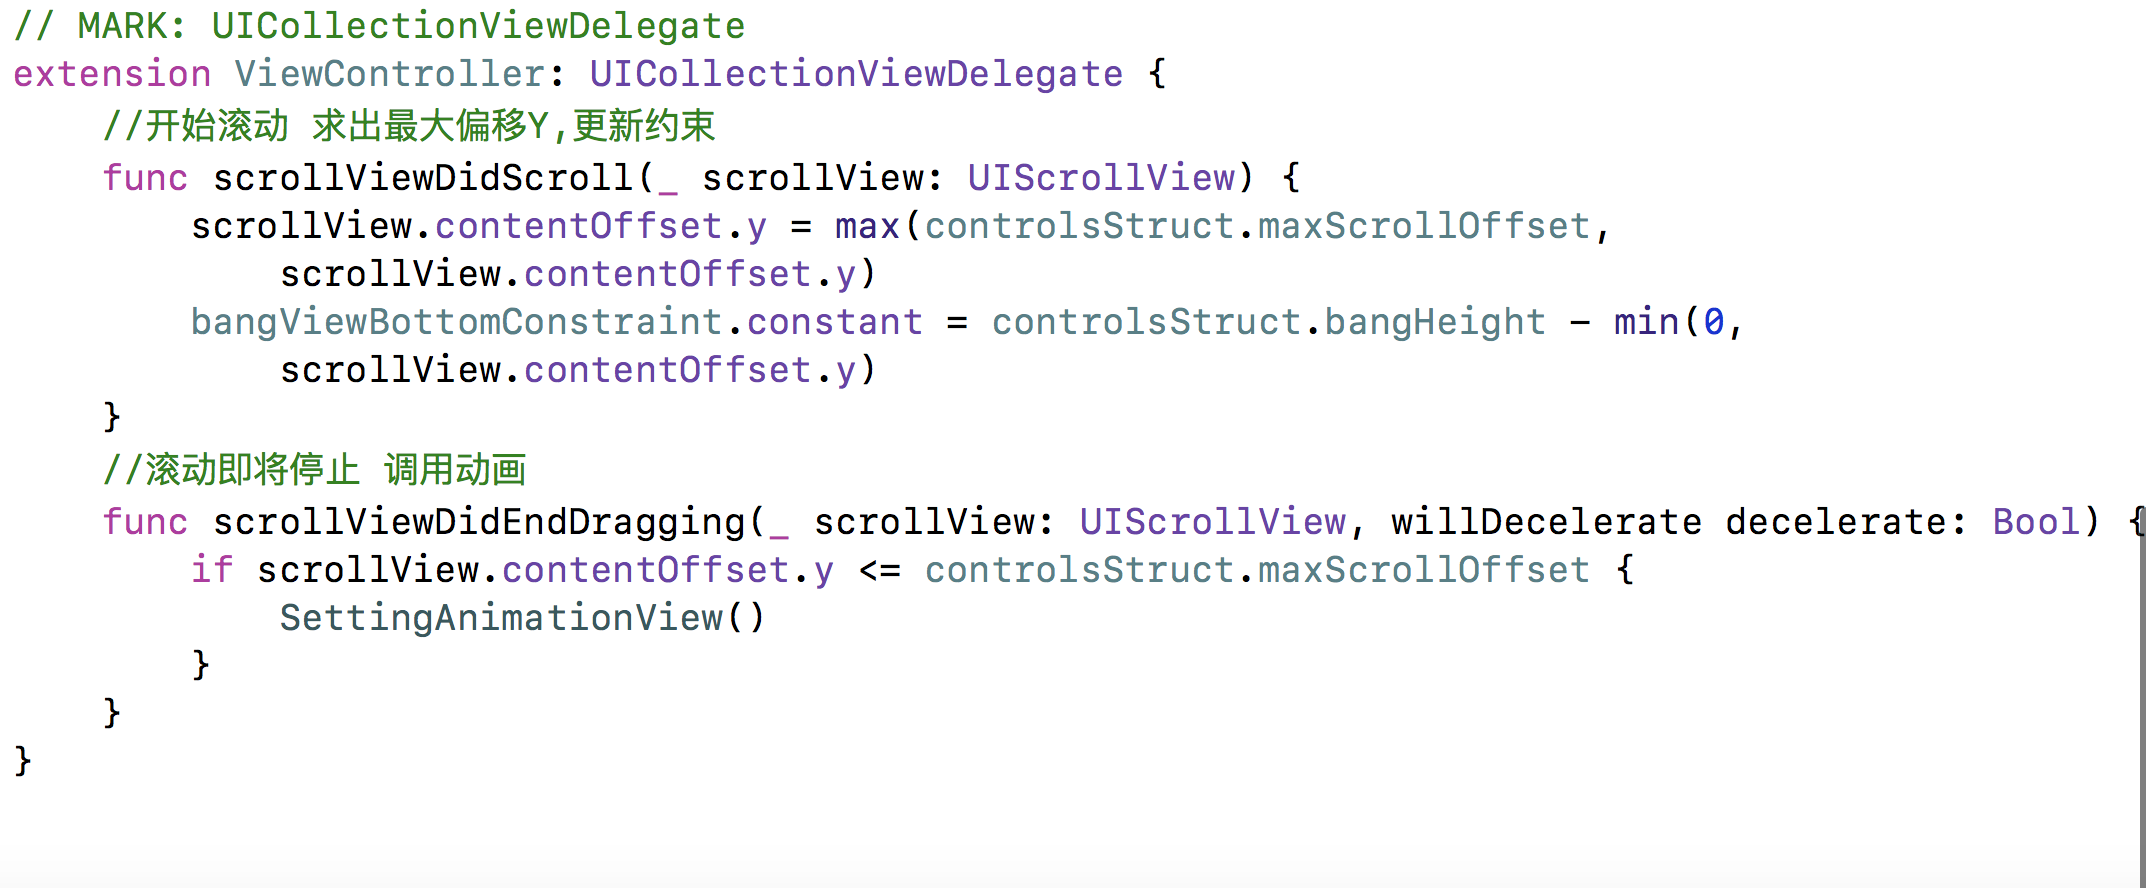 // MARK: UICollectionViewDelegate
extension ViewController: UICollectionViewDelegate {
    //开始滚动 求出最大偏移Y,更新约束
    func scrollViewDidScroll(_ scrollView: UIScrollView) {
        scrollView.contentOffset.y = max(controlsStruct.maxScrollOffset,
            scrollView.contentOffset.y)
        bangViewBottomConstraint.constant = controlsStruct.bangHeight - min(0,
            scrollView.contentOffset.y)
    }
    //滚动即将停止 调用动画
    func scrollViewDidEndDragging(_ scrollView: UIScrollView, willDecelerate decelerate: Bool) {
        if scrollView.contentOffset.y <= controlsStruct.maxScrollOffset {
            SettingAnimationView()
        }
    }
}